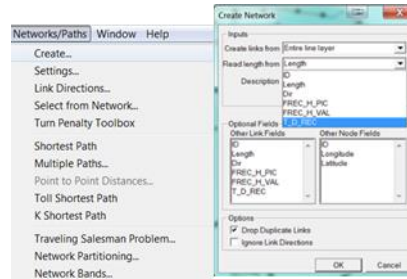 Networks/Paths Window Help
Create...
Settings...
Link Directions...
Select from Network...
Turn Penalty Toolbox
Shortest Path
Multiple Paths...
Point to Point Distances...
Toll Shortest Path
K Shortest Path
Traveling Salesman Problem...
Network Partitioning...
Network Bands...
Create Network
Inputs
Create links from Entire line layer
Read length from Length
Description
ID
Length
Dir
FREC_H_PIC
FREC_H_VAL
T_D_REC
Optional Fields
Other Link Fields
ID
Length
Dir
FREC_H_PIC
FREC_H_VAL
T_D_REC
Other Node Fields
ID
Longitude
Latitude
Options
Drop Duplicate Links
Ignore Link Directions
OK Cancel